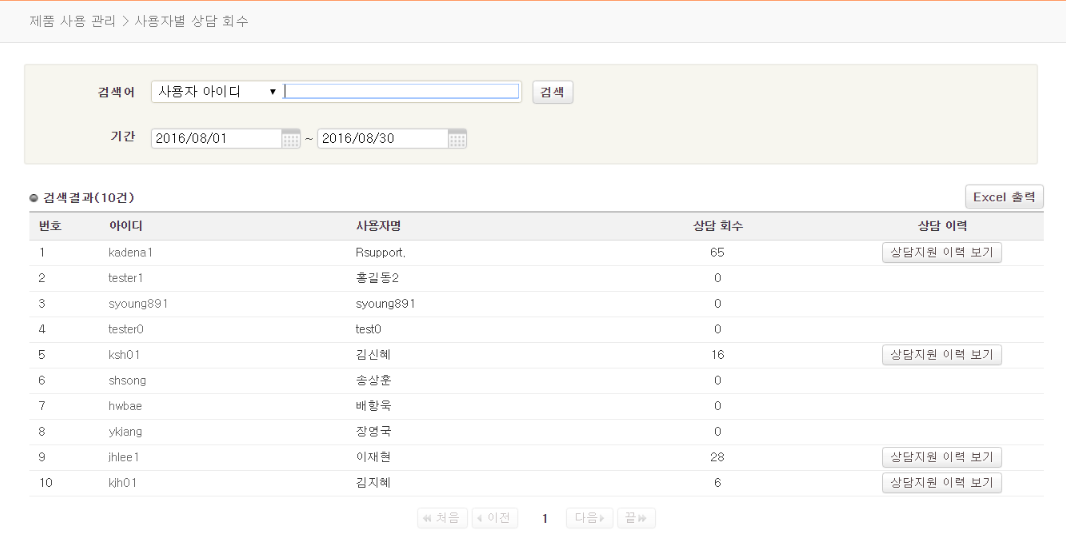 제품 사용 관리 > 사용자별 상담 회수
검색어 사용자 아이디 ▼ 검색
기간 2016/08/01 ~ 2016/08/30
검색결과(10건) Excel 출력
번호 아이디 사용자명 상담 회수 상담 이력
1 kadena1 Rsupport. 65 상담지원 이력 보기
2 tester1 홍길동2 0
3 syoung891 syoung891 0
4 tester0 test0 0
5 ksh01 김신혜 16 상담지원 이력 보기
6 shsong 송상훈 0
7 hwbae 배항욱 0
8 ykjang 장영국 0
9 jhlee1 이재현 28 상담지원 이력 보기
10 kjh01 김지혜 6 상담지원 이력 보기
처음 이전 1 다음 끝